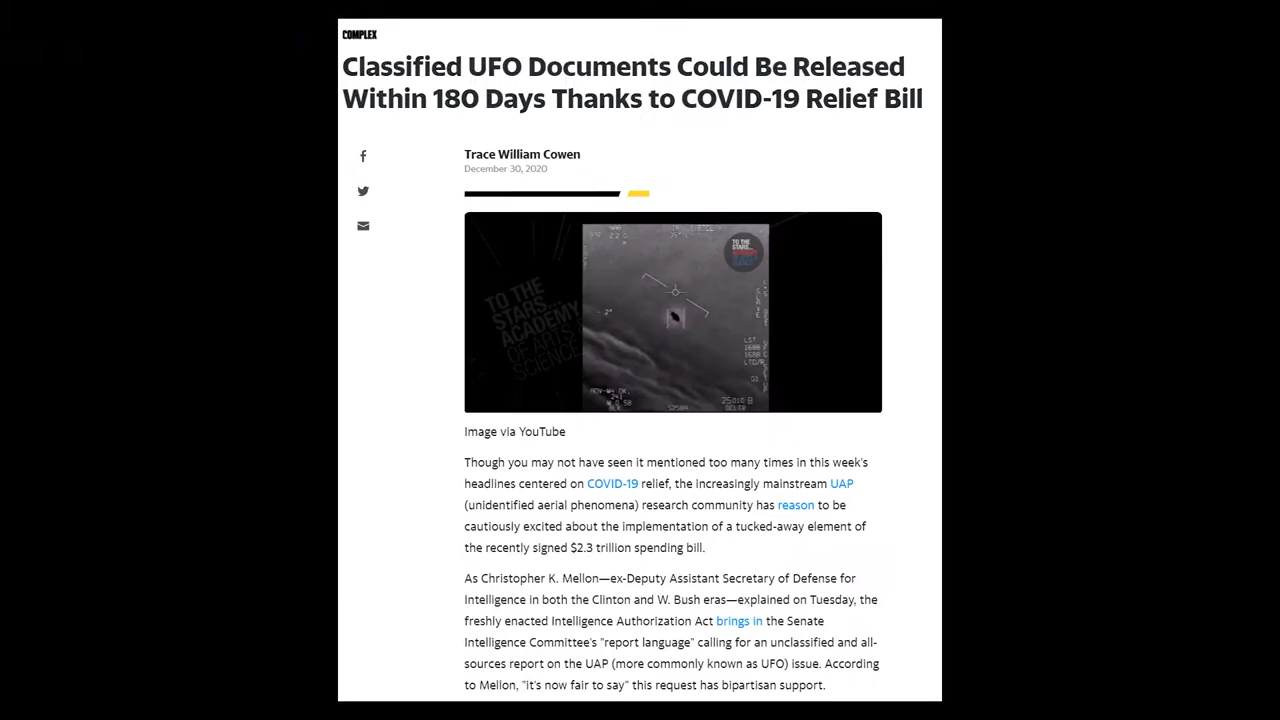 COMPLEX
Classified UFO Documents Could Be Released
Within 180 Days Thanks to COVID-19 Relief Bill
Trace William Cowen
December 30, 2020
TO THE
STARS...
ACADEMY
OF ARTS
SCIENCE
TO THE
STARS...
Image via YouTube
Though you may not have seen it mentioned too many times in this week's
headlines centered on COVID-19 relief, the increasingly mainstream UAP
(unidentified aerial phenomena) research community has reason to be
cautiously excited about the implementation of a tucked-away element of
the recently signed $2.3 trillion spending bill.
As Christopher K. Mellon—ex-Deputy Assistant Secretary of Defense for
Intelligence in both the Clinton and W. Bush eras—explained on Tuesday, the
freshly enacted Intelligence Authorization Act brings in the Senate
Intelligence Committee's "report language" calling for an unclassified and all-
sources report on the UAP (more commonly known as UFO) issue. According
to Mellon, "it's now fair to say" this request has bipartisan support.